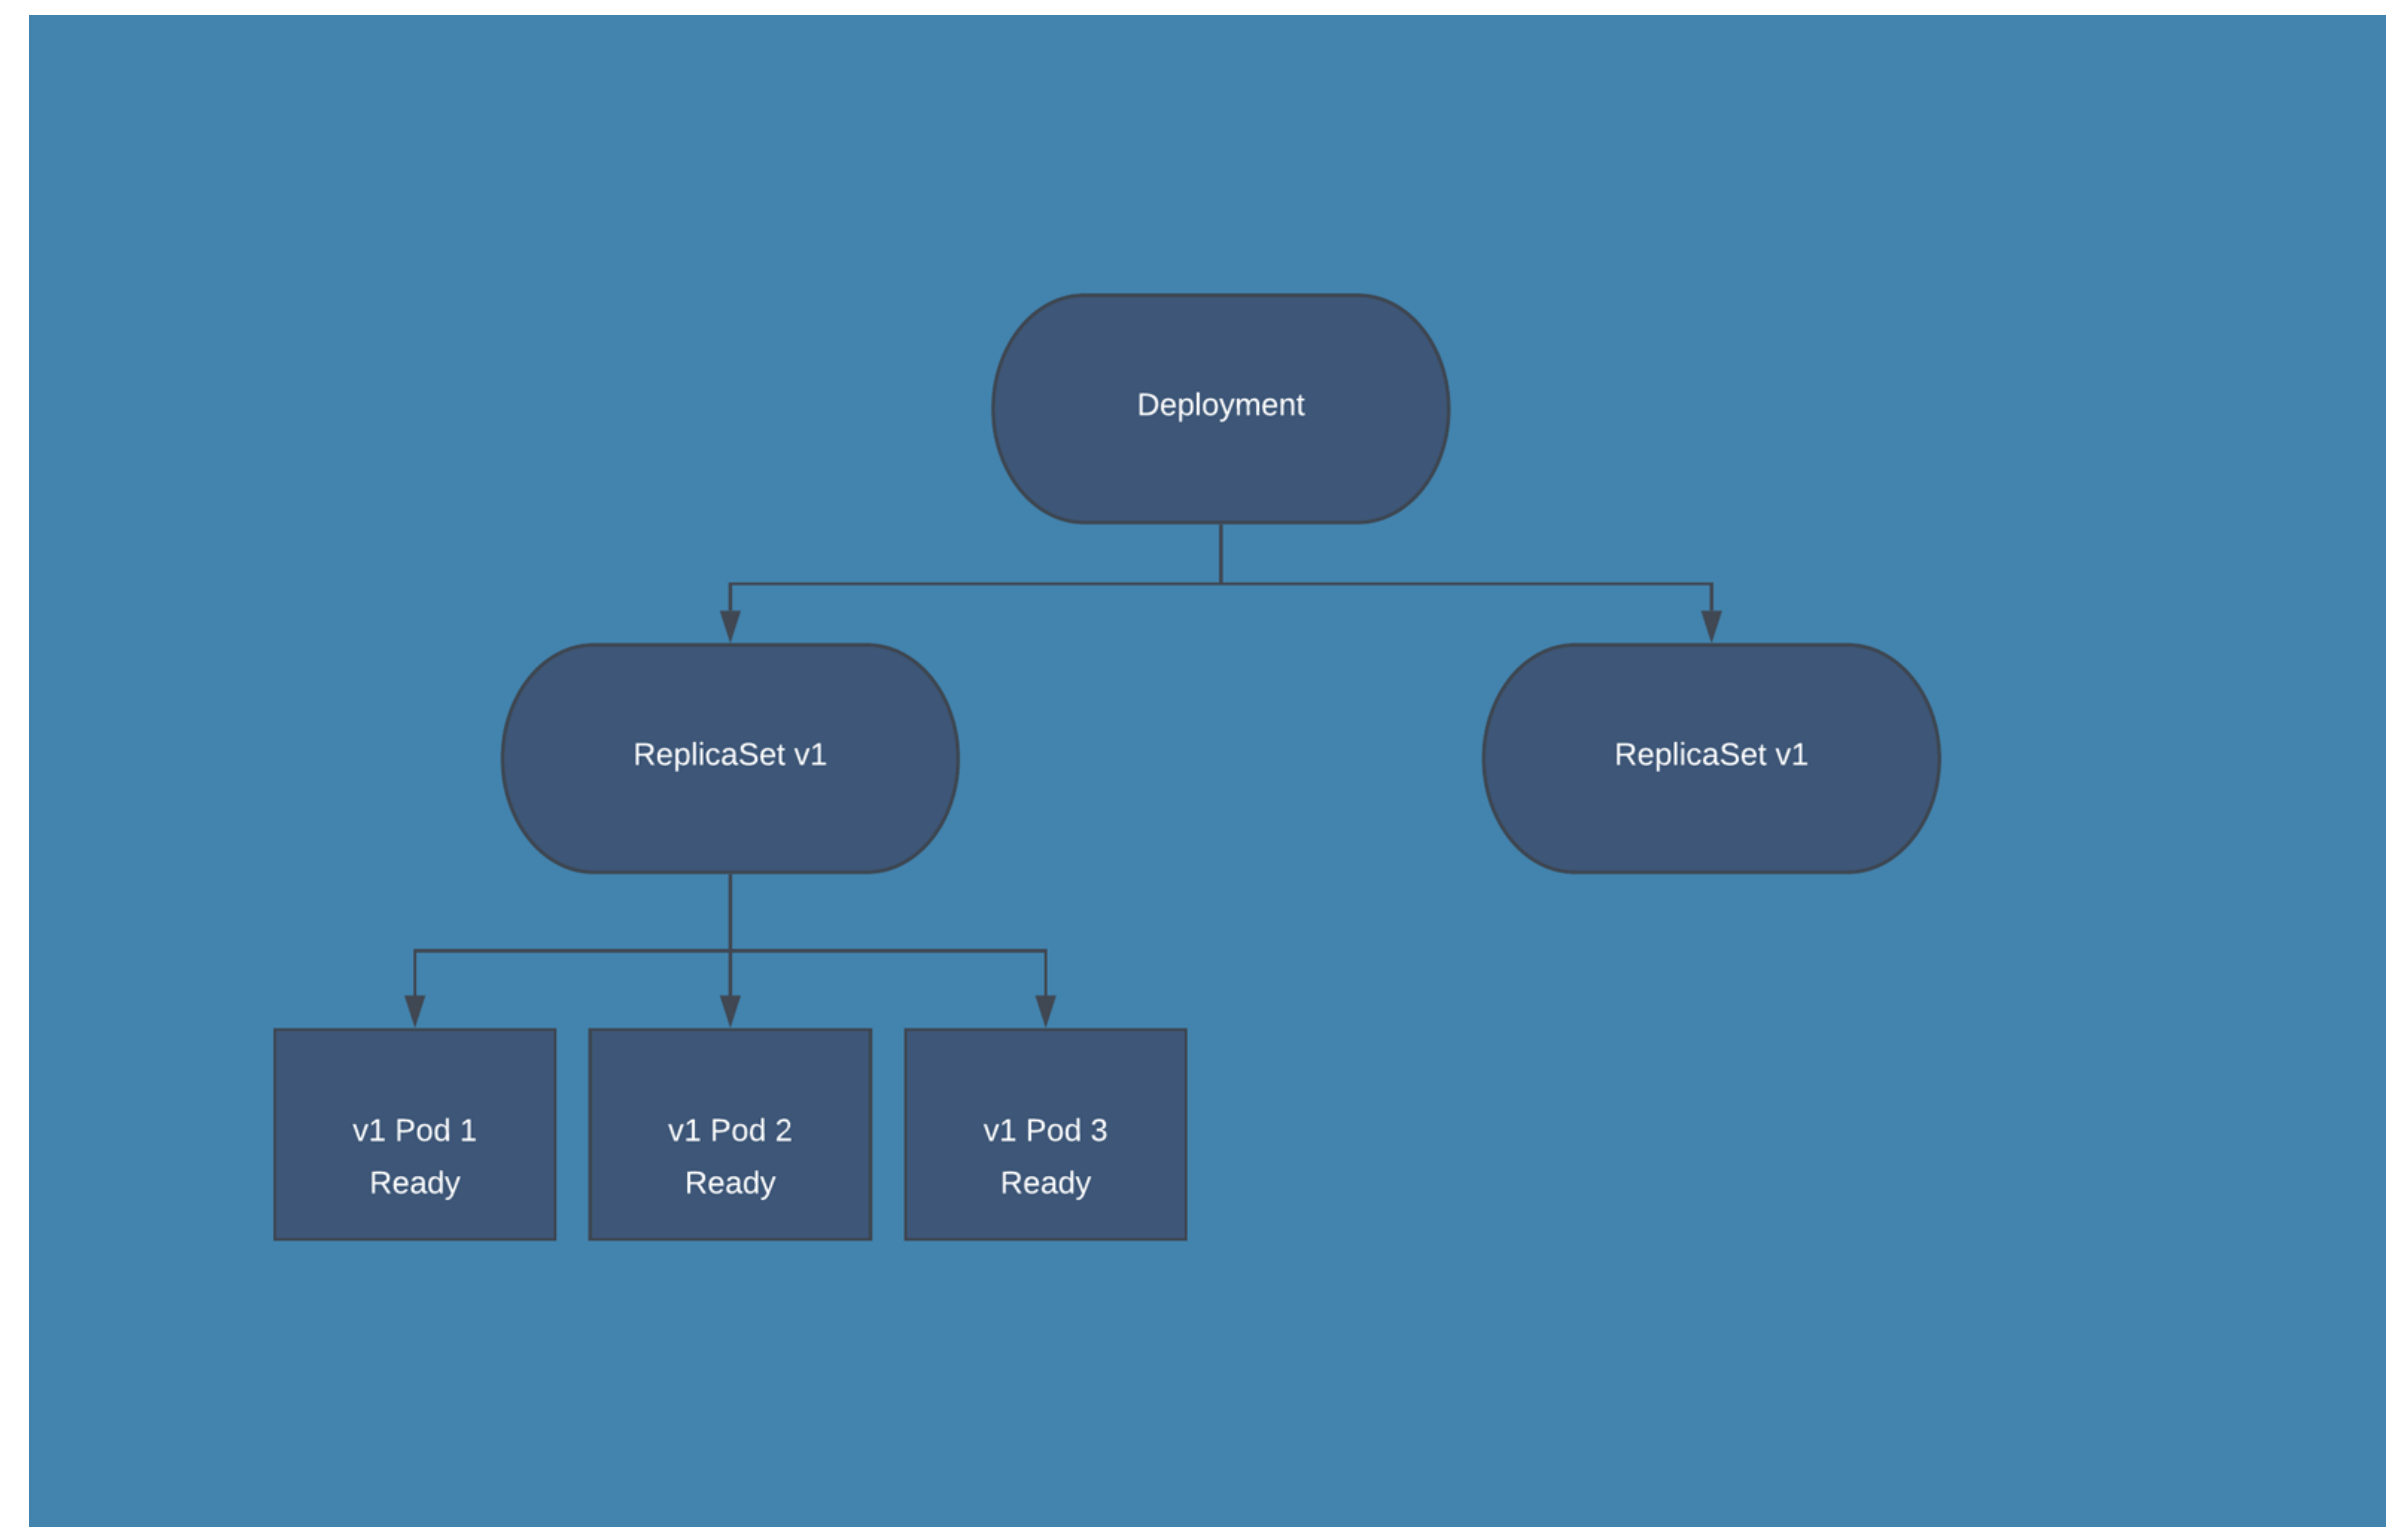 Deployment
ReplicaSet v1
ReplicaSet v1
v1 Pod 1
Ready
v1 Pod 2
Ready
v1 Pod 3
Ready